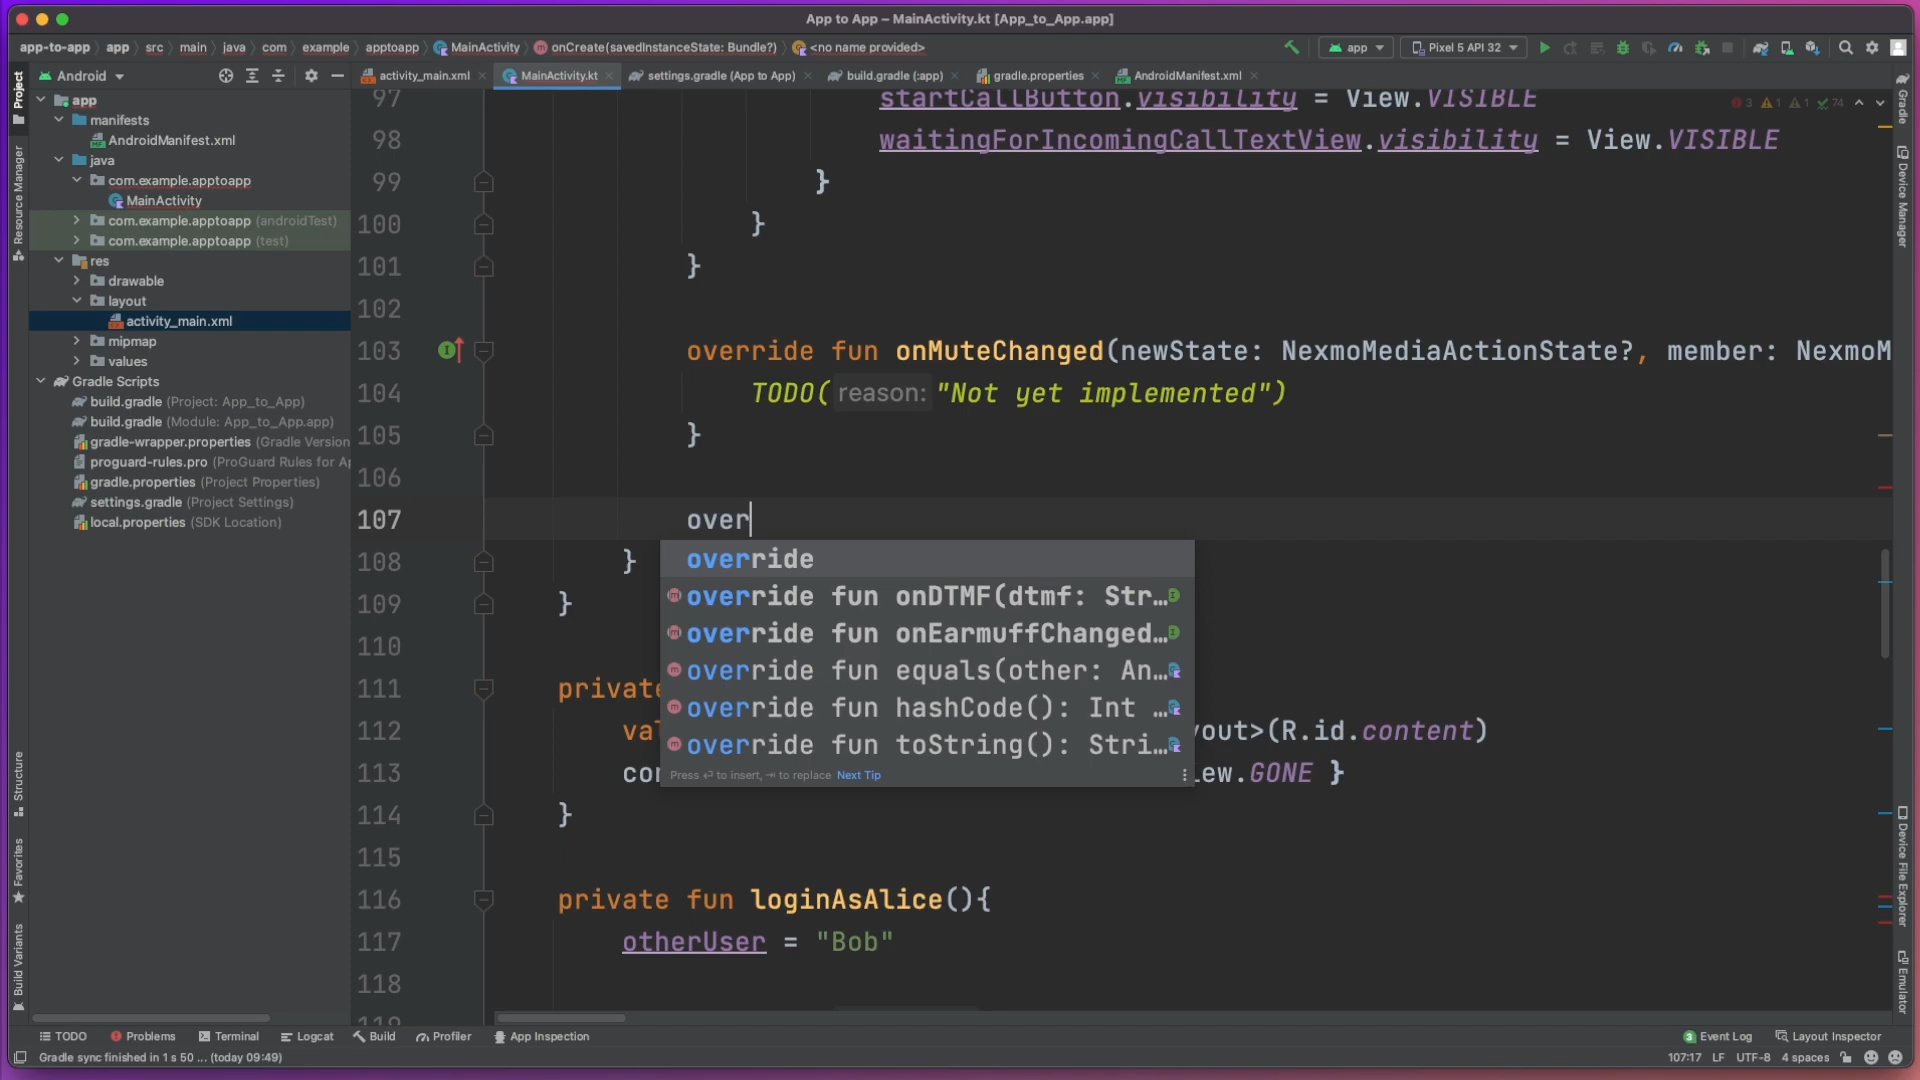 App to App – MainActivity.kt [App_to_App.app]
app-to-app app src main java com example apptoapp MainActivity onCreate(savedInstanceState: Bundle?) <no name provided>
app Pixel 5 API 32
Project
Android
activity_main.xml MainActivity.kt settings.gradle (App to App) build.gradle (:app) gradle.properties AndroidManifest.xml
Gradle
Device Manager
Device File Explorer
Emulator
Resource Manager
Structure
Favorites
Build Variants
app
manifests
AndroidManifest.xml
java
com.example.apptoapp
MainActivity
com.example.apptoapp (androidTest)
com.example.apptoapp (test)
res
drawable
layout
activity_main.xml
mipmap
values
Gradle Scripts
build.gradle (Project: App_to_App)
build.gradle (Module: App_to_App.app)
gradle-wrapper.properties (Gradle Version
proguard-rules.pro (ProGuard Rules for Ap
gradle.properties (Project Properties)
settings.gradle (Project Settings)
local.properties (SDK Location)
3 1 1 74
97 startCallButton.visibility = View.VISIBLE
98 waitingForIncomingCallTextView.visibility = View.VISIBLE
99 }
100 }
101 }
102
103 override fun onMuteChanged(newState: NexmoMediaActionState?, member: NexmoM
104 TODO( reason: "Not yet implemented")
105 }
106
107 over
108 }
109 }
110
111 private
112 va yout>(R.id.content)
113 con iew.GONE }
114 }
115
116 private fun loginAsAlice(){
117 otherUser = "Bob"
118
119
override
override fun onDTMF(dtmf: Str…
override fun onEarmuffChanged…
override fun equals(other: An…
override fun hashCode(): Int …
override fun toString(): Stri…
Press ⏎ to insert, ⇥ to replace Next Tip
TODO Problems Terminal Logcat Build Profiler App Inspection
3 Event Log Layout Inspector
Gradle sync finished in 1 s 50 ... (today 09:49)
107:17 LF UTF-8 4 spaces